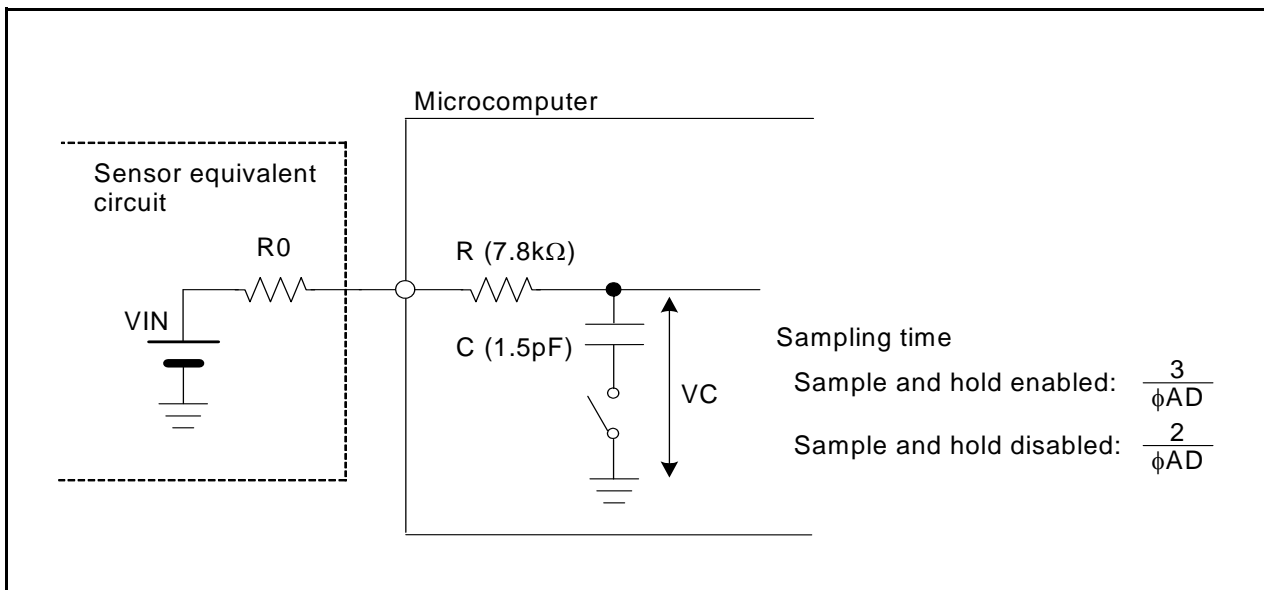 Microcomputer
Sensor equivalent
circuit
R0
R (7.8kΩ)
VIN
C (1.5pF)
VC
Sampling time
Sample and hold enabled: 3/ϕAD
Sample and hold disabled: 2/ϕAD